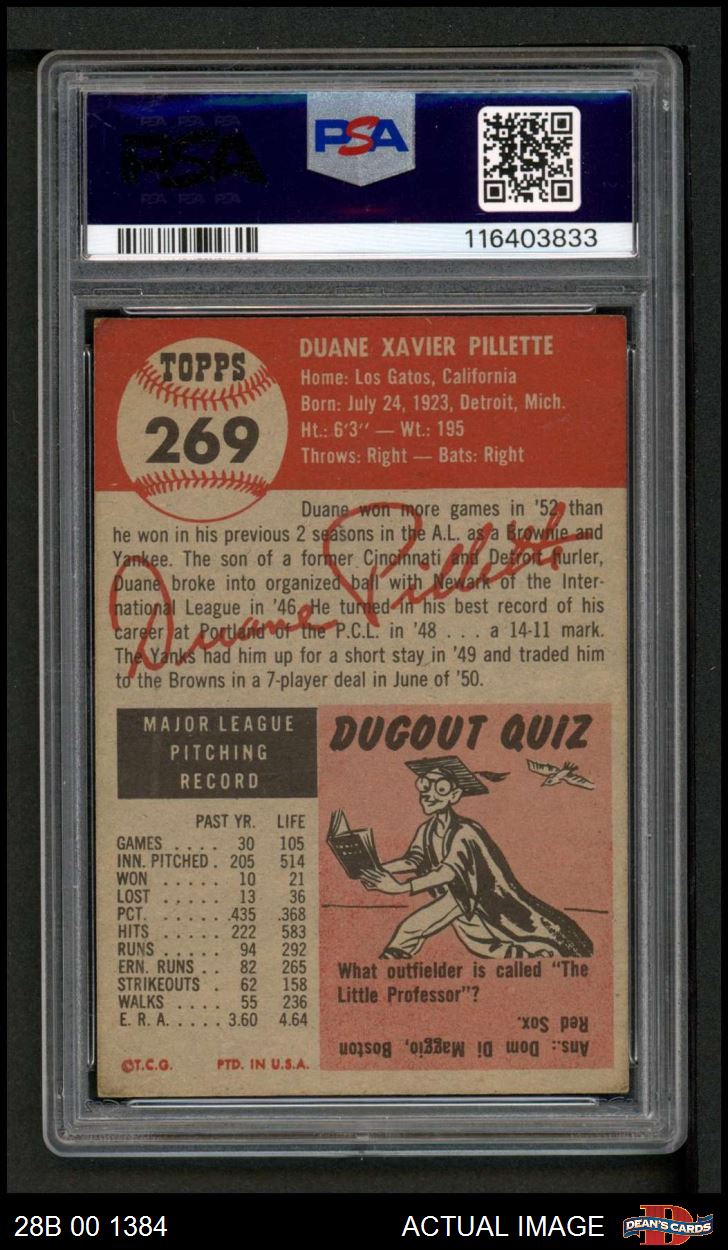 PSA
116403833
TOPPS
269
DUANE XAVIER PILLETTE
Home: Los Gatos, California
Born: July 24, 1923, Detroit, Mich.
Ht.: 6'3'' — Wt.: 195
Throws: Right — Bats: Right
Duane won more games in '52 than
he won in his previous 2 seasons in the A.L. as a Brownie and
Yankee. The son of a former Cincinnati and Detroit hurler,
Duane broke into organized ball with Newark of the Inter-
national League in '46. He turned in his best record of his
career at Portland of the P.C.L. in '48 . . . a 14-11 mark.
The Yanks had him up for a short stay in '49 and traded him
to the Browns in a 7-player deal in June of '50.
Duane Pillette
MAJOR LEAGUE
PITCHING
RECORD
PAST YR. LIFE
GAMES . . . . 30 105
INN. PITCHED . 205 514
WON . . . . . 10 21
LOST . . . . . 13 36
PCT. . . . . . .435 .368
HITS . . . . . 222 583
RUNS . . . . . 94 292
ERN. RUNS . . 82 265
STRIKEOUTS . 62 158
WALKS . . . . 55 236
E. R. A. . . . . . 3.60 4.64
©T.C.G. PTD. IN U.S.A.
DUGOUT QUIZ
What outfielder is called "The
Little Professor"?
Ans.: Dom Di Maggio, Boston
Red Sox.
28B 00 1384 ACTUAL IMAGE DEAN'S CARDS